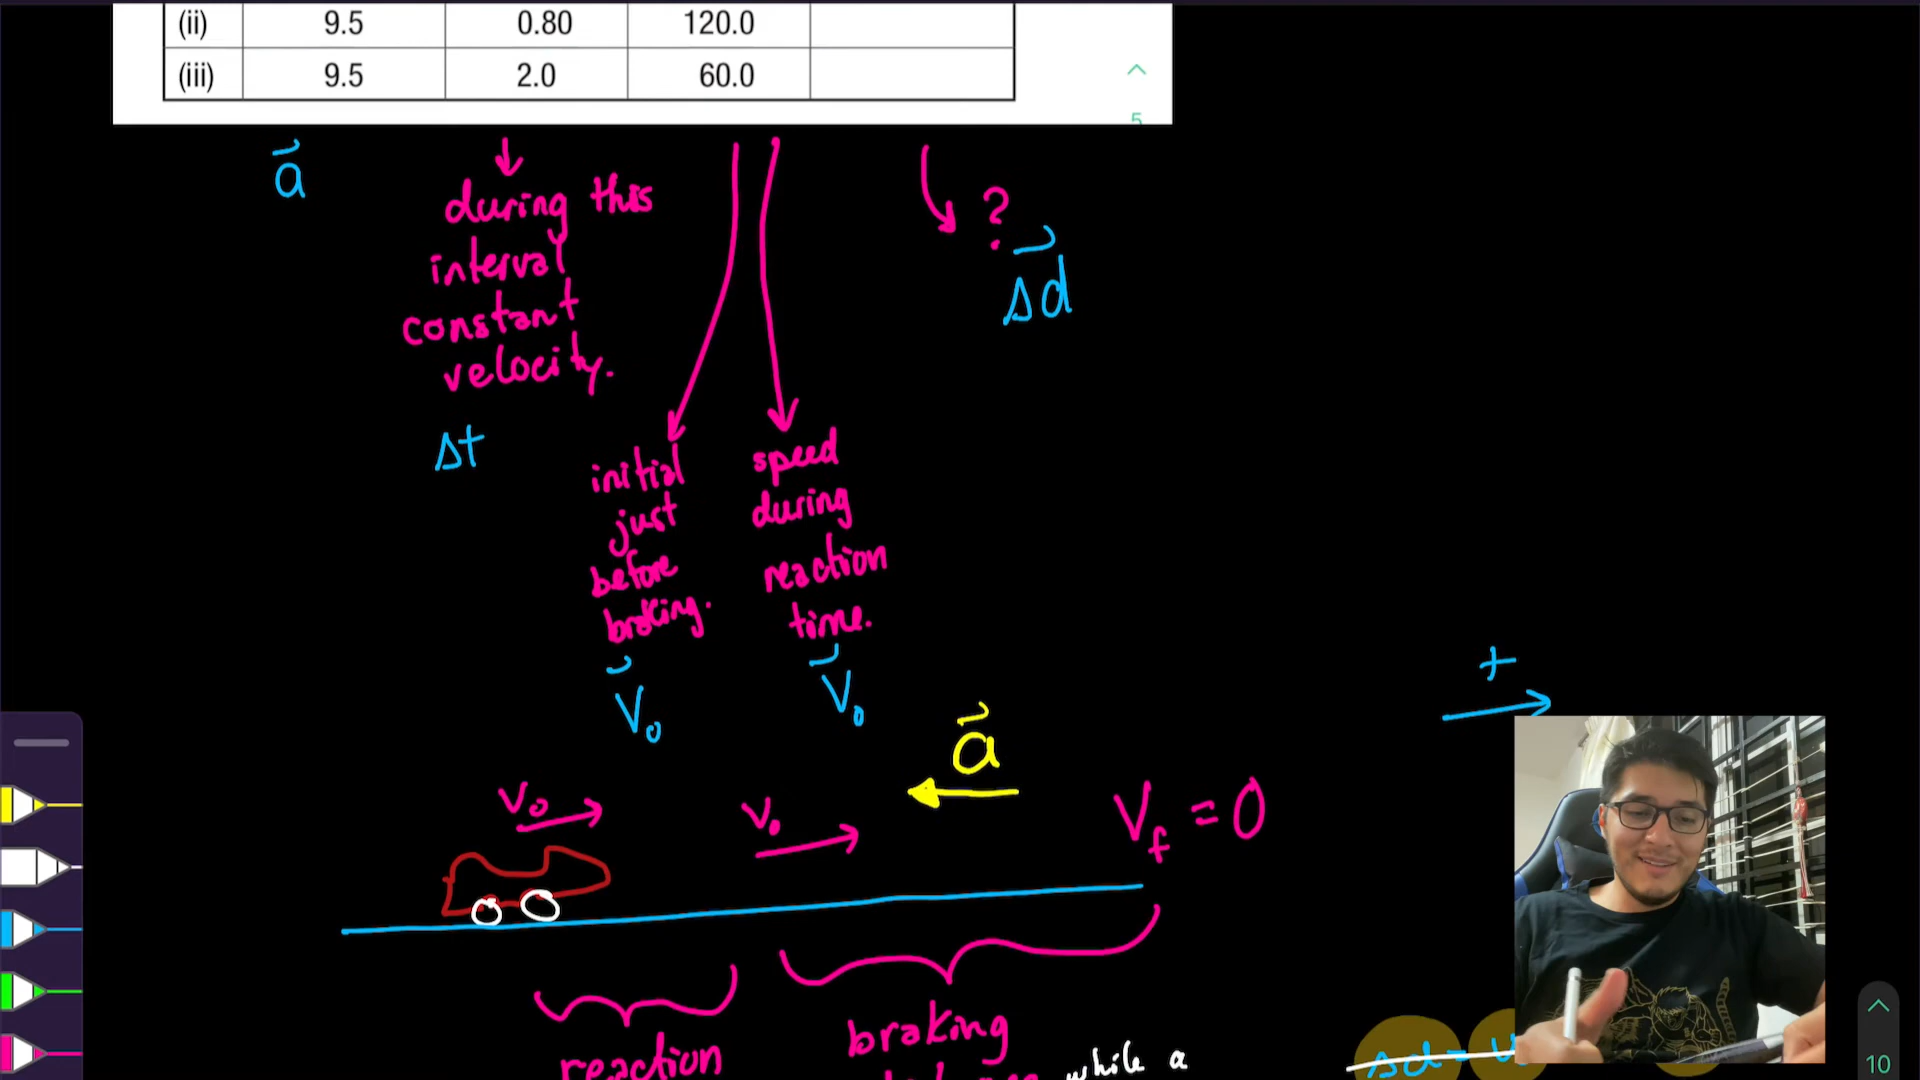 (ii) 9.5 0.80 120.0
(iii) 9.5 2.0 60.0
5
a
during this
interval
constant
velocity.
Δt
initial
just
before
braking.
V₀
speed
during
reaction
time.
V₀
?
Δd
+
a
V₀
V₀
Vf = 0
reaction
braking
while a
Δd =
10